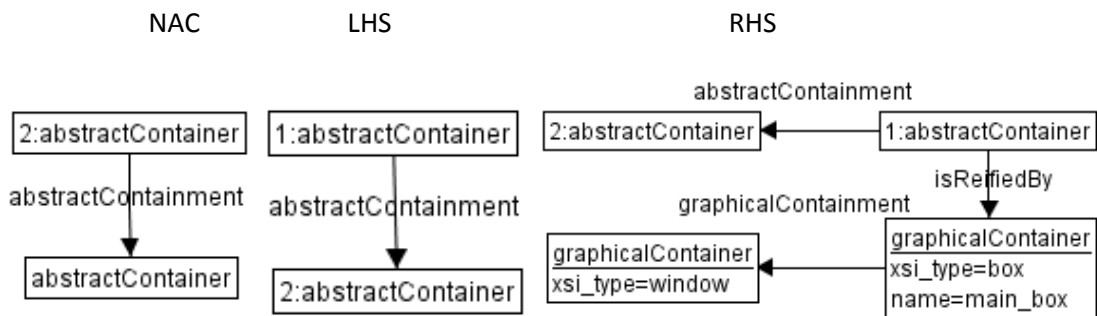 NAC LHS RHS
2:abstractContainer
abstractContainment
abstractContainer
1:abstractContainer
abstractContainment
2:abstractContainer
abstractContainment
2:abstractContainer
1:abstractContainer
isReifiedBy
graphicalContainment
graphicalContainer
xsi_type=window
graphicalContainer
xsi_type=box
name=main_box